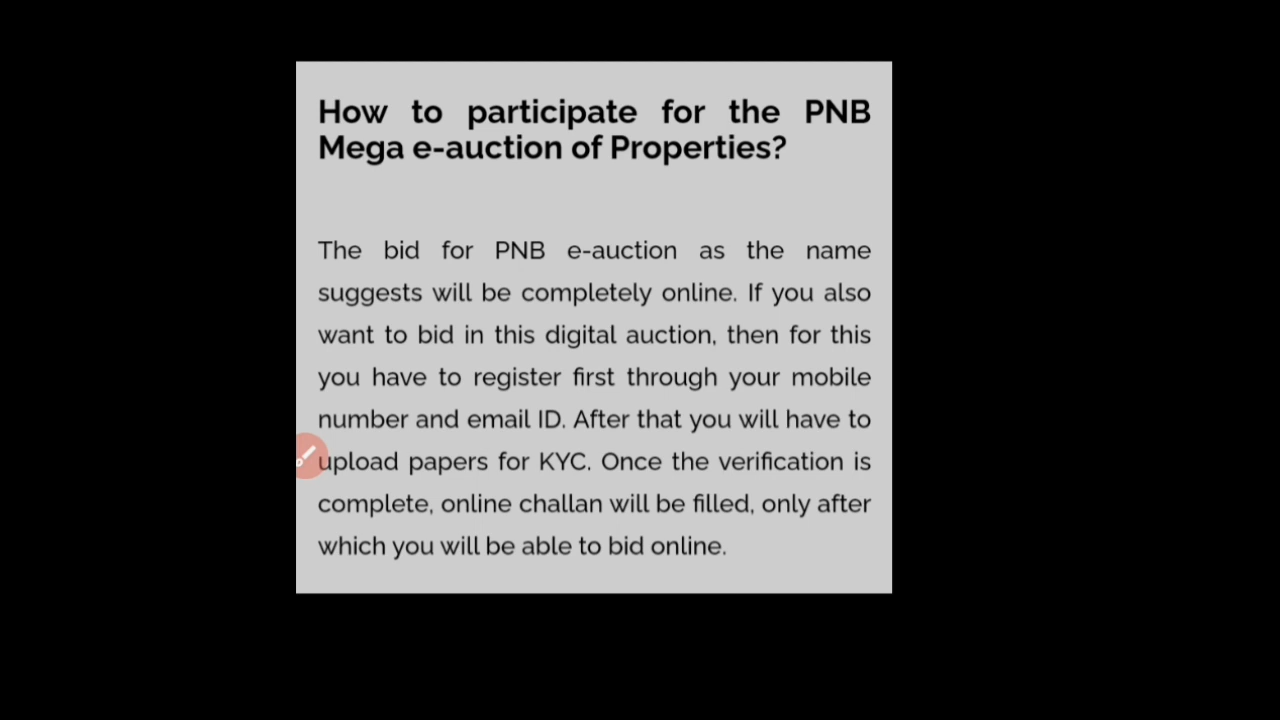 How to participate for the PNB
Mega e-auction of Properties?
The bid for PNB e-auction as the name
suggests will be completely online. If you also
want to bid in this digital auction, then for this
you have to register first through your mobile
number and email ID. After that you will have to
upload papers for KYC. Once the verification is
complete, online challan will be filled, only after
which you will be able to bid online.